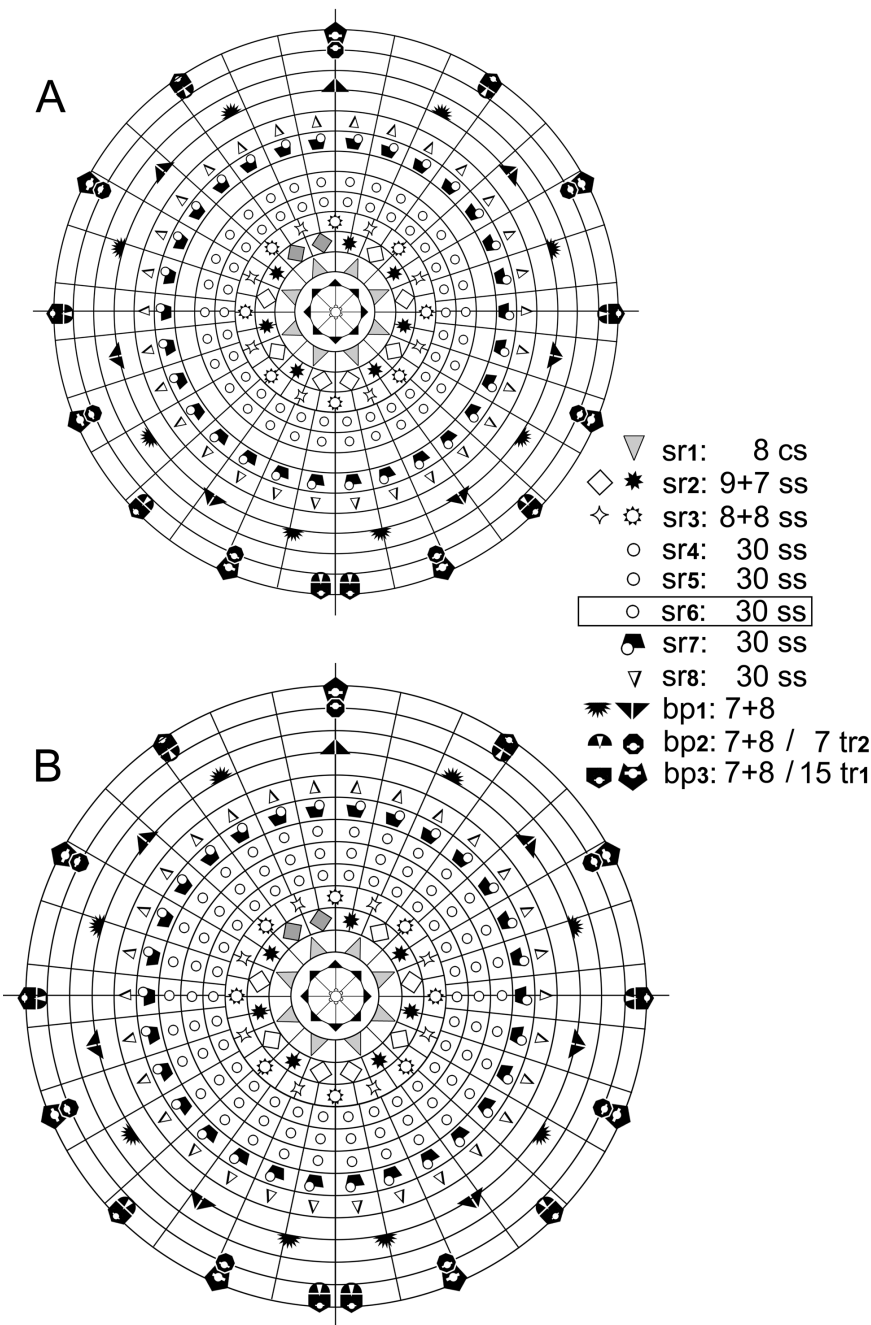 A
sr1: 8 cs
sr2: 9+7 ss
sr3: 8+8 ss
sr4: 30 ss
sr5: 30 ss
sr6: 30 ss
sr7: 30 ss
sr8: 30 ss
bp1: 7+8
bp2: 7+8 / 7 tr2
bp3: 7+8 / 15 tr1
B